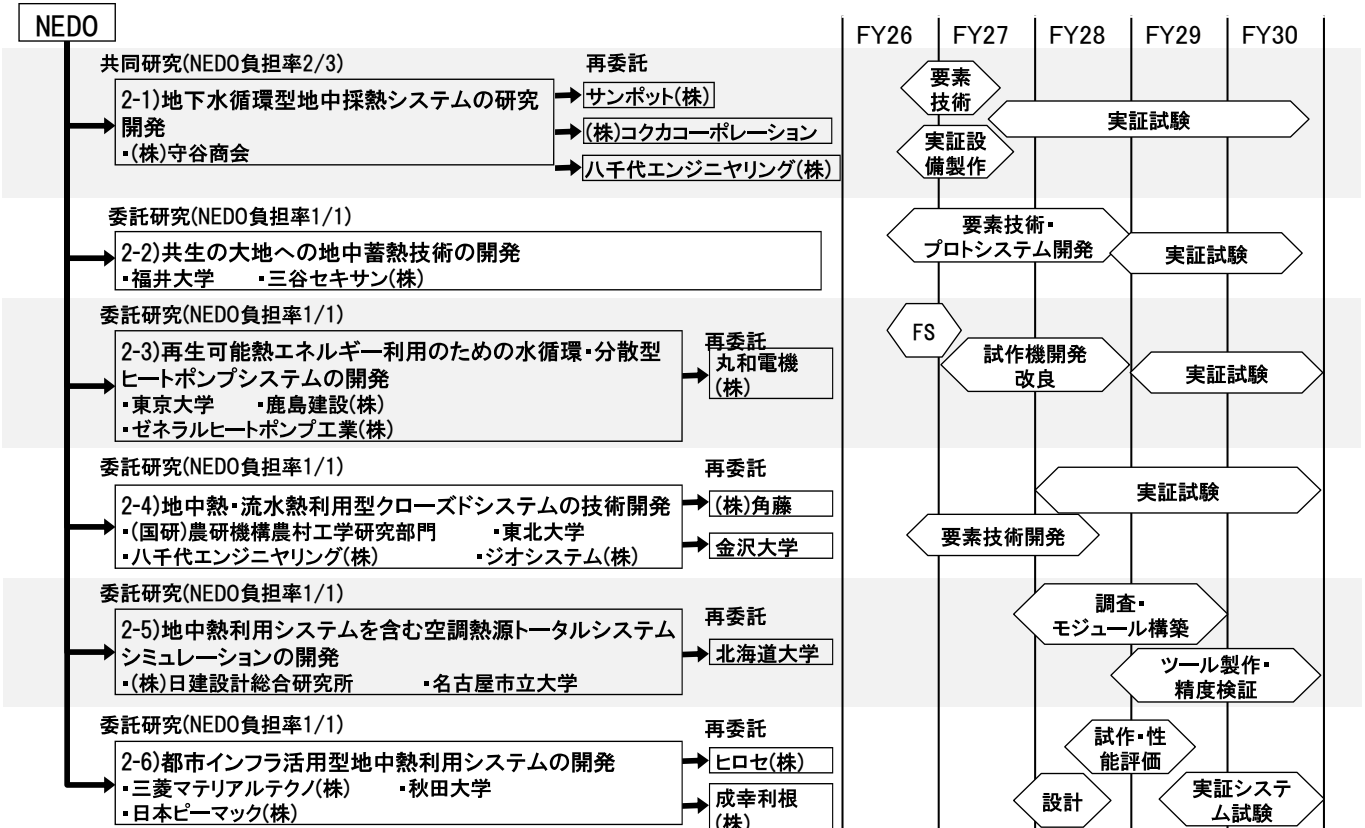 NEDO
FY26 FY27 FY28 FY29 FY30
共同研究(NEDO負担率2/3)
再委託
2-1)地下水循環型地中採熱システムの研究
開発
▪(株)守谷商会
サンポット(株)
(株)コクカコーポレーション
八千代エンジニヤリング(株)
要素
技術
実証設
備製作
実証試験
委託研究(NEDO負担率1/1)
2-2)共生の大地への地中蓄熱技術の開発
▪福井大学 ▪三谷セキサン(株)
要素技術▪
プロトシステム開発
実証試験
委託研究(NEDO負担率1/1)
2-3)再生可能熱エネルギー利用のための水循環▪分散型
ヒートポンプシステムの開発
▪東京大学 ▪鹿島建設(株)
▪ゼネラルヒートポンプ工業(株)
再委託
丸和電機
(株)
FS
試作機開発
改良
実証試験
委託研究(NEDO負担率1/1)
再委託
2-4)地中熱▪流水熱利用型クローズドシステムの技術開発
▪(国研)農研機構農村工学研究部門 ▪東北大学
▪八千代エンジニヤリング(株) ▪ジオシステム(株)
(株)角藤
金沢大学
実証試験
要素技術開発
委託研究(NEDO負担率1/1)
再委託
2-5)地中熱利用システムを含む空調熱源トータルシステム
シミュレーションの開発
▪(株)日建設計総合研究所 ▪名古屋市立大学
北海道大学
調査▪
モジュール構築
ツール製作▪
精度検証
委託研究(NEDO負担率1/1)
再委託
2-6)都市インフラ活用型地中熱利用システムの開発
▪三菱マテリアルテクノ(株) ▪秋田大学
▪日本ピーマック(株)
ヒロセ(株)
成幸利根
(株)
試作▪性
能評価
設計
実証システ
ム試験